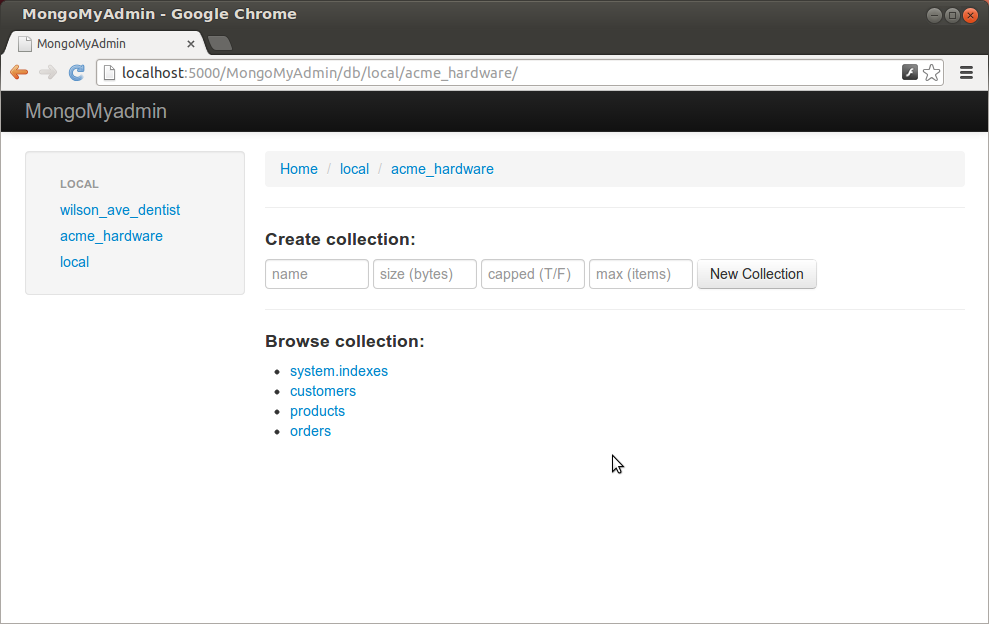 MongoMyAdmin - Google Chrome
MongoMyAdmin
localhost:5000/MongoMyAdmin/db/local/acme_hardware/
MongoMyadmin
LOCAL
wilson_ave_dentist
acme_hardware
local
Home / local / acme_hardware
Create collection:
name size (bytes) capped (T/F) max (items) New Collection
Browse collection:
system.indexes
customers
products
orders